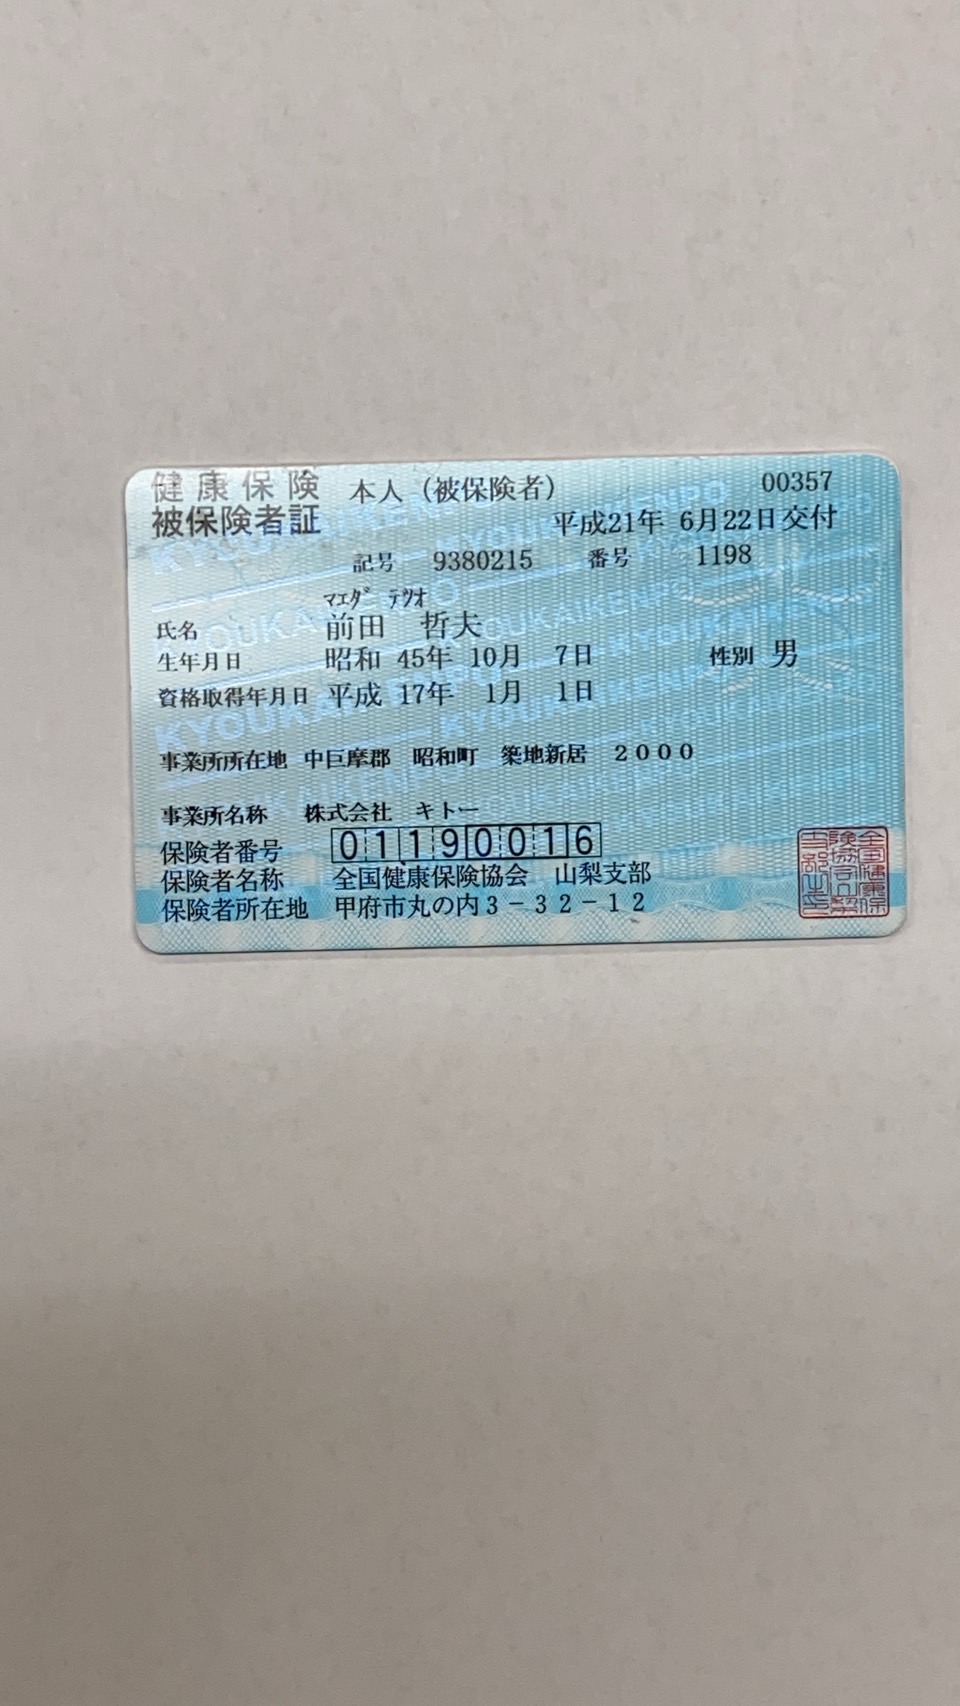 健康保険 本人（被保険者） 00357
被保険者証 平成21年 6月22日交付
記号 9380215 番号 1198
ﾏｴﾀﾞ ﾃﾂｵ
氏名 前田 哲夫
生年月日 昭和 45年 10月 7日 性別 男
資格取得年月日 平成 17年 1月 1日
事業所所在地 中巨摩郡 昭和町 築地新居 2000
事業所名称 株式会社 キトー
保険者番号 01190016
保険者名称 全国健康保険協会 山梨支部
保険者所在地 甲府市丸の内3-32-12